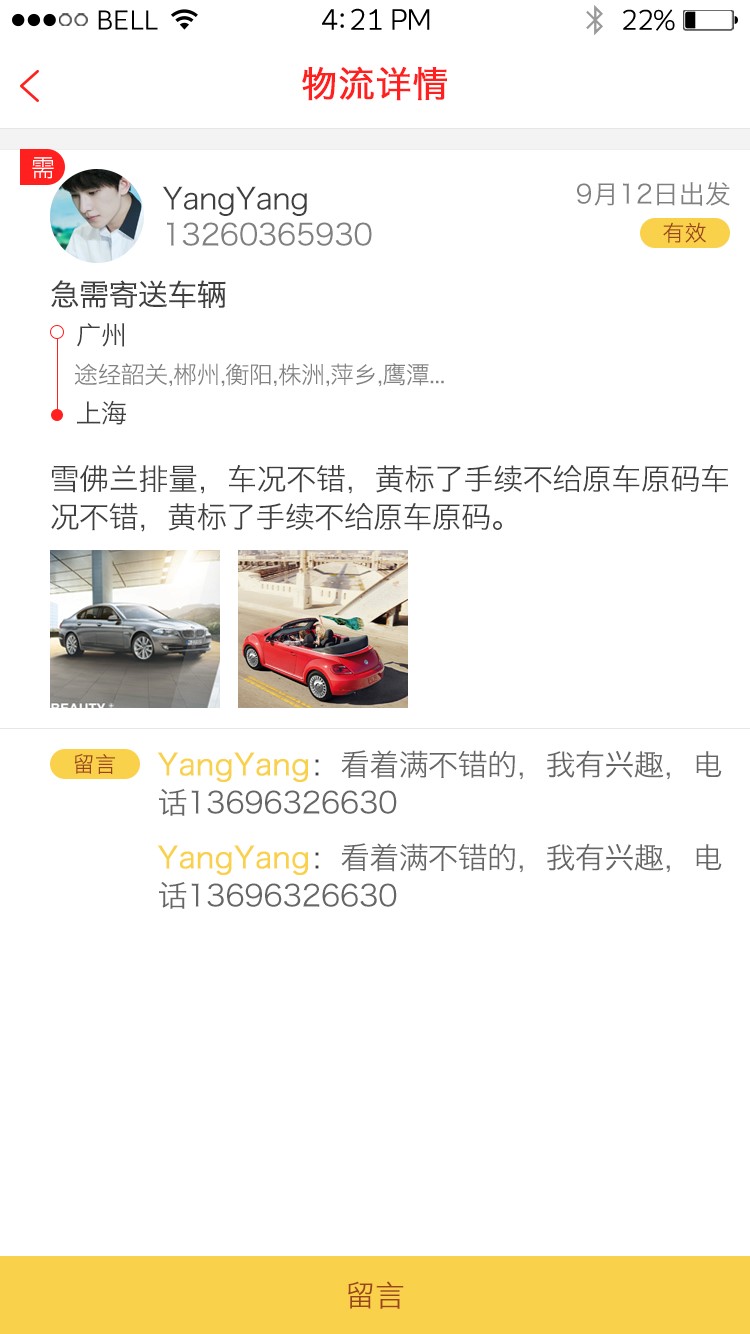 BELL 4:21 PM 22%
物流详情
需
YangYang
9月12日出发
13260365930
有效
急需寄送车辆
广州
途经韶关,郴州,衡阳,株洲,萍乡,鹰潭...
上海
雪佛兰排量，车况不错，黄标了手续不给原车原码车
况不错，黄标了手续不给原车原码。
BEAUTY
留言
YangYang：看着满不错的，我有兴趣，电
话13696326630
YangYang：看着满不错的，我有兴趣，电
话13696326630
留言